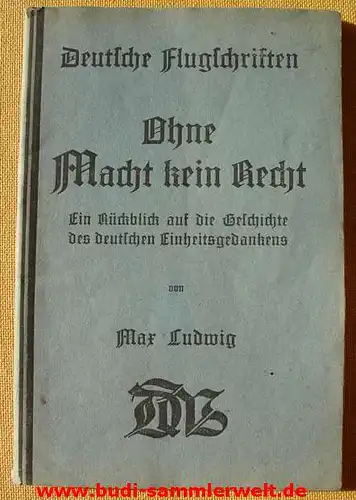 Deutsche Flugschriften
Ohne
Macht kein Recht
Ein Rückblick auf die Geschichte
des deutschen Einheitsgedankens
von
Max Ludwig
www.budi-sammlerwelt.de